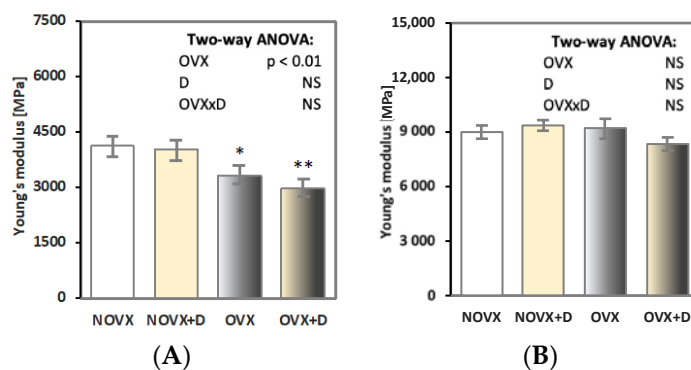 7500
6000
4500
3000
1500
0
Young's modulus [MPa]
Two-way ANOVA:
OVX p < 0.01
D NS
OVXxD NS
*
**
NOVX NOVX+D OVX OVX+D
(A)
15,000
12,000
9 000
6 000
3 000
0
Young's modulus [MPa]
Two-way ANOVA:
OVX NS
D NS
OVXxD NS
NOVX NOVX+D OVX OVX+D
(B)